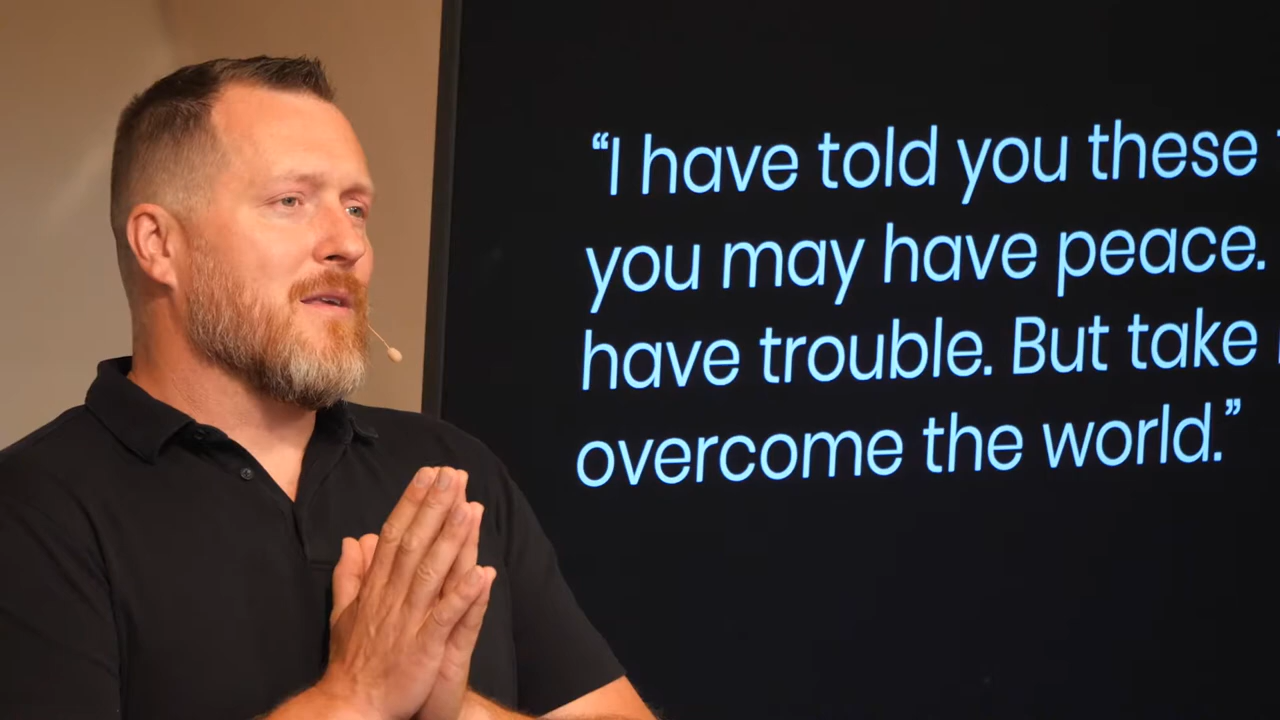 “I have told you these
you may have peace.
have trouble. But take
overcome the world.”